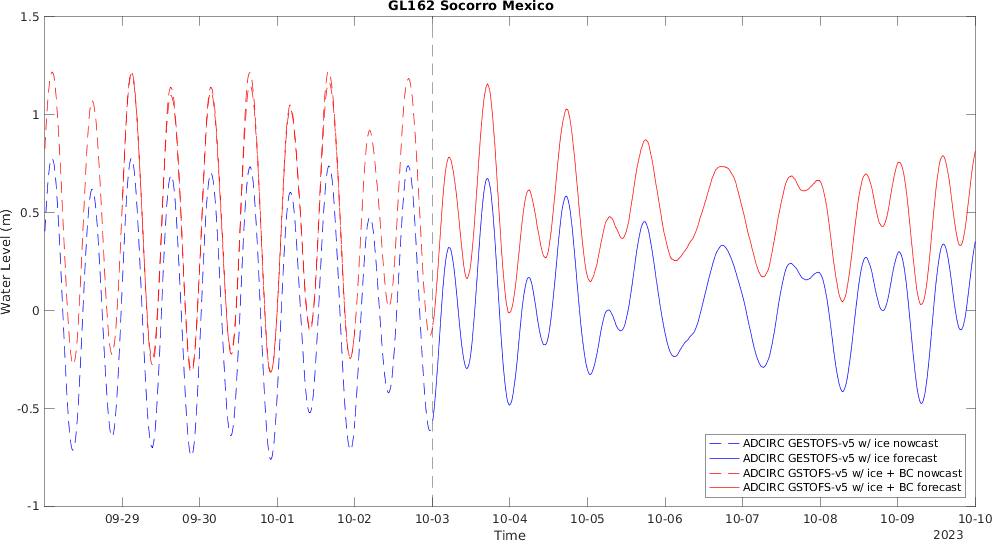 GL162 Socorro Mexico
1.5
1
0.5
0
-0.5
-1
Water Level (m)
09-29 09-30 10-01 10-02 10-03 10-04 10-05 10-06 10-07 10-08 10-09 10-10
Time
2023
ADCIRC GESTOFS-v5 w/ ice nowcast
ADCIRC GESTOFS-v5 w/ ice forecast
ADCIRC GSTOFS-v5 w/ ice + BC nowcast
ADCIRC GSTOFS-v5 w/ ice + BC forecast